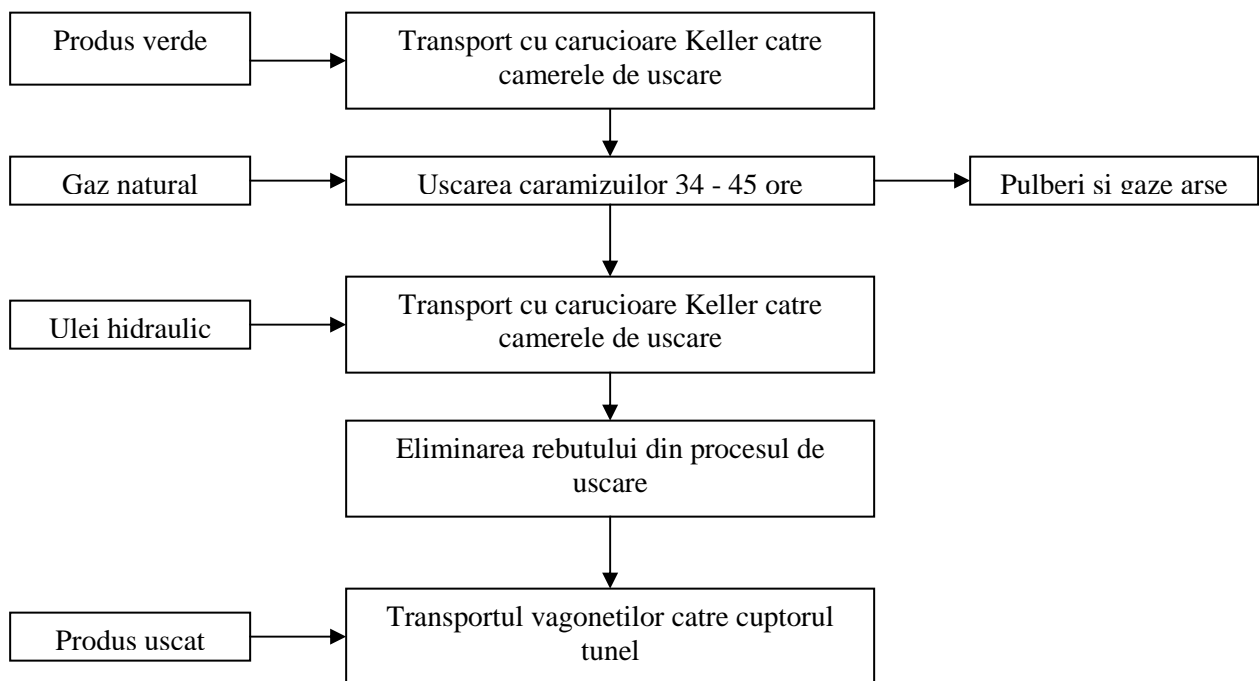 Produs verde
Transport cu carucioare Keller catre
camerele de uscare
Gaz natural
Uscarea caramizuilor 34 - 45 ore
Pulberi si gaze arse
Ulei hidraulic
Transport cu carucioare Keller catre
camerele de uscare
Eliminarea rebutului din procesul de
uscare
Produs uscat
Transportul vagonetilor catre cuptorul
tunel